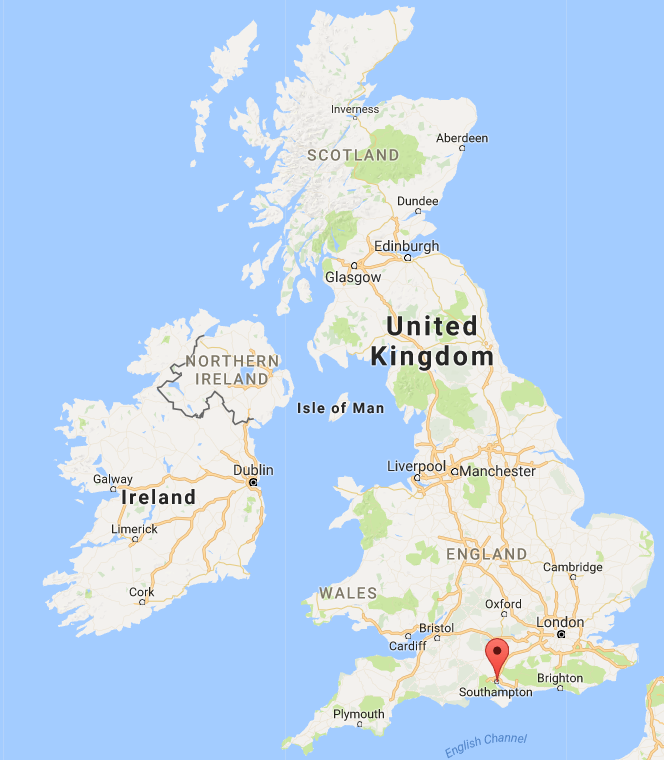 Inverness
Aberdeen
SCOTLAND
Dundee
Edinburgh
Glasgow
United
Kingdom
NORTHERN
IRELAND
Isle of Man
Liverpool
Manchester
Dublin
Galway
Ireland
Limerick
ENGLAND
Cambridge
Cork
WALES
Oxford
London
Bristol
Cardiff
Brighton
Southampton
Plymouth
English Channel